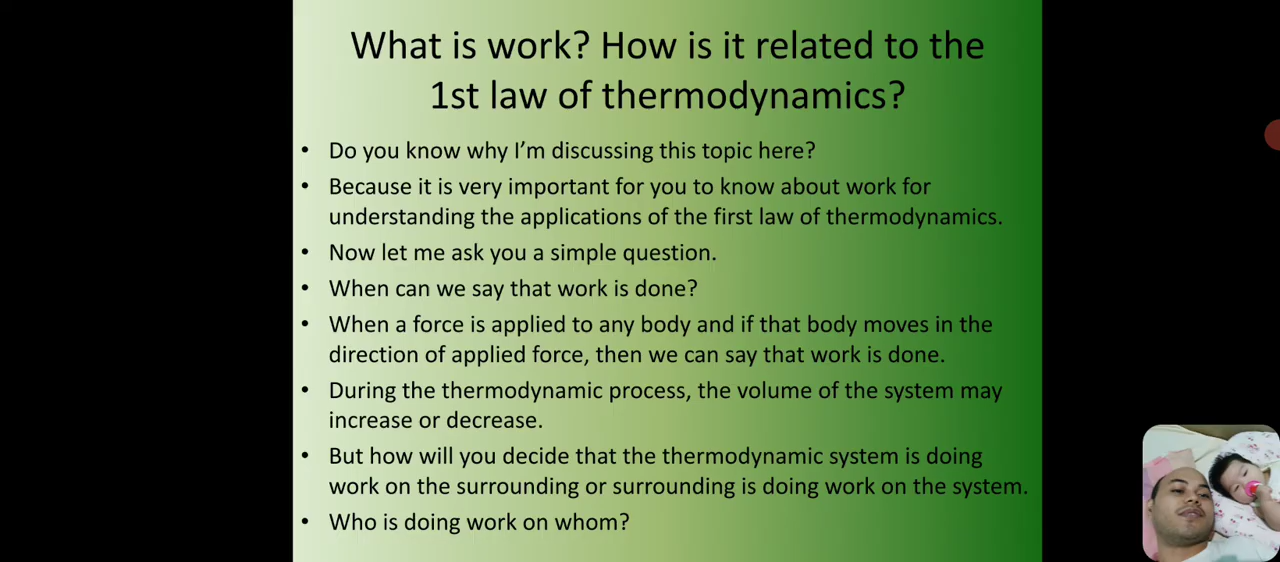 What is work? How is it related to the
1st law of thermodynamics?
• Do you know why I’m discussing this topic here?
• Because it is very important for you to know about work for
understanding the applications of the first law of thermodynamics.
• Now let me ask you a simple question.
• When can we say that work is done?
• When a force is applied to any body and if that body moves in the
direction of applied force, then we can say that work is done.
• During the thermodynamic process, the volume of the system may
increase or decrease.
• But how will you decide that the thermodynamic system is doing
work on the surrounding or surrounding is doing work on the system.
• Who is doing work on whom?